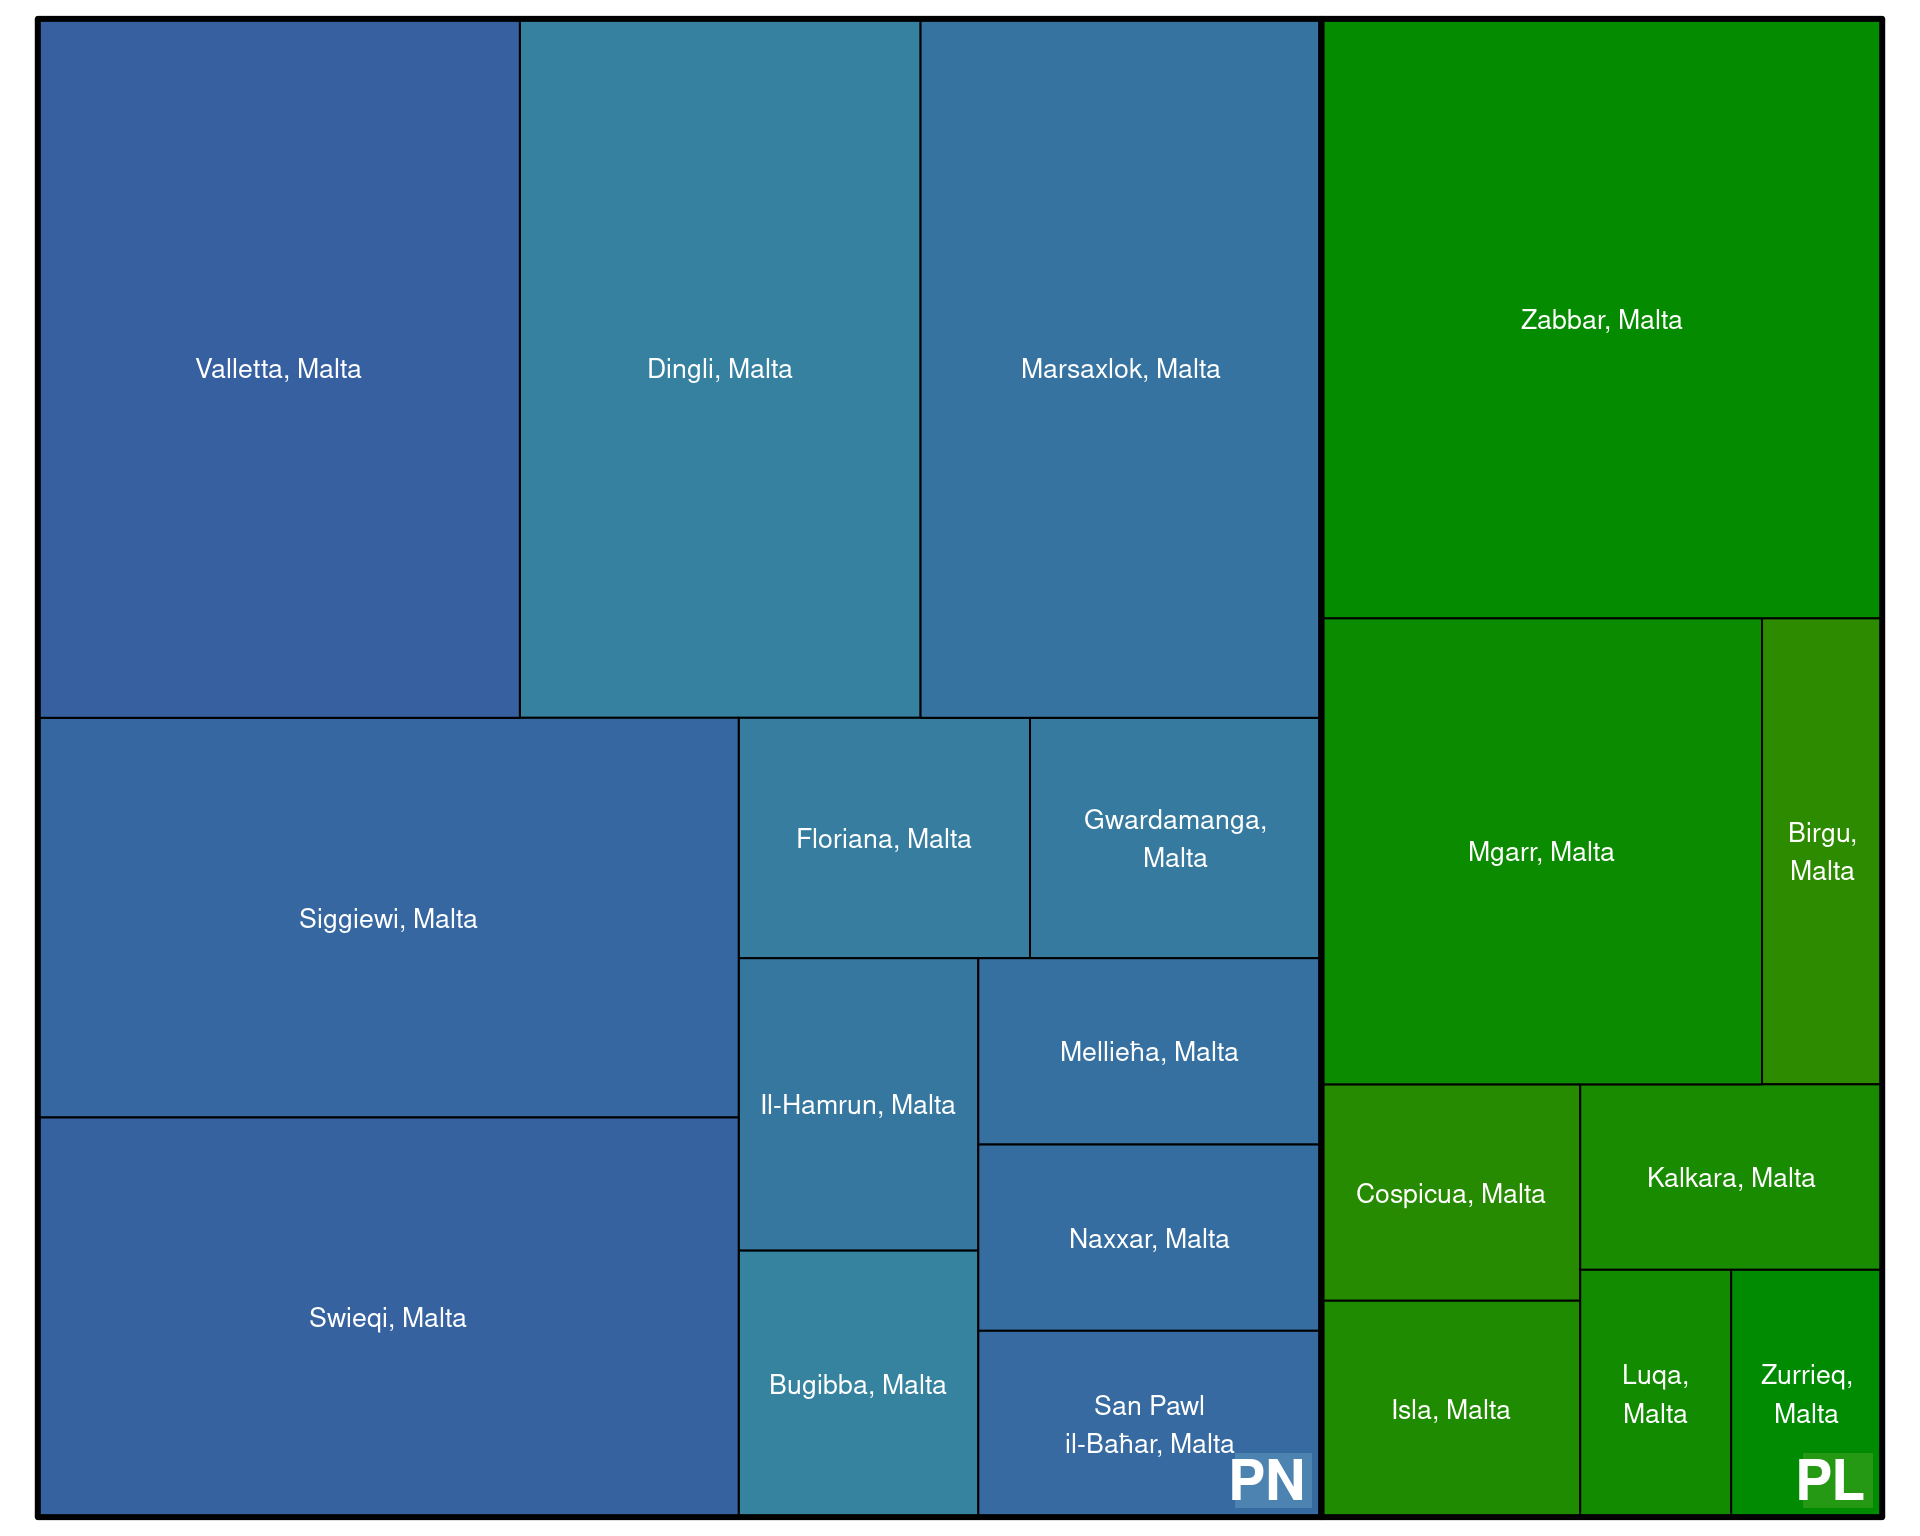 Valletta, Malta
Dingli, Malta
Marsaxlok, Malta
Zabbar, Malta
Siggiewi, Malta
Floriana, Malta
Gwardamanga,
Malta
Mgarr, Malta
Birgu,
Malta
Il-Hamrun, Malta
Mellieħa, Malta
Naxxar, Malta
Cospicua, Malta
Kalkara, Malta
Swieqi, Malta
Bugibba, Malta
San Pawl
il-Baħar, Malta
Isla, Malta
Luqa,
Malta
Zurrieq,
Malta
PN
PL